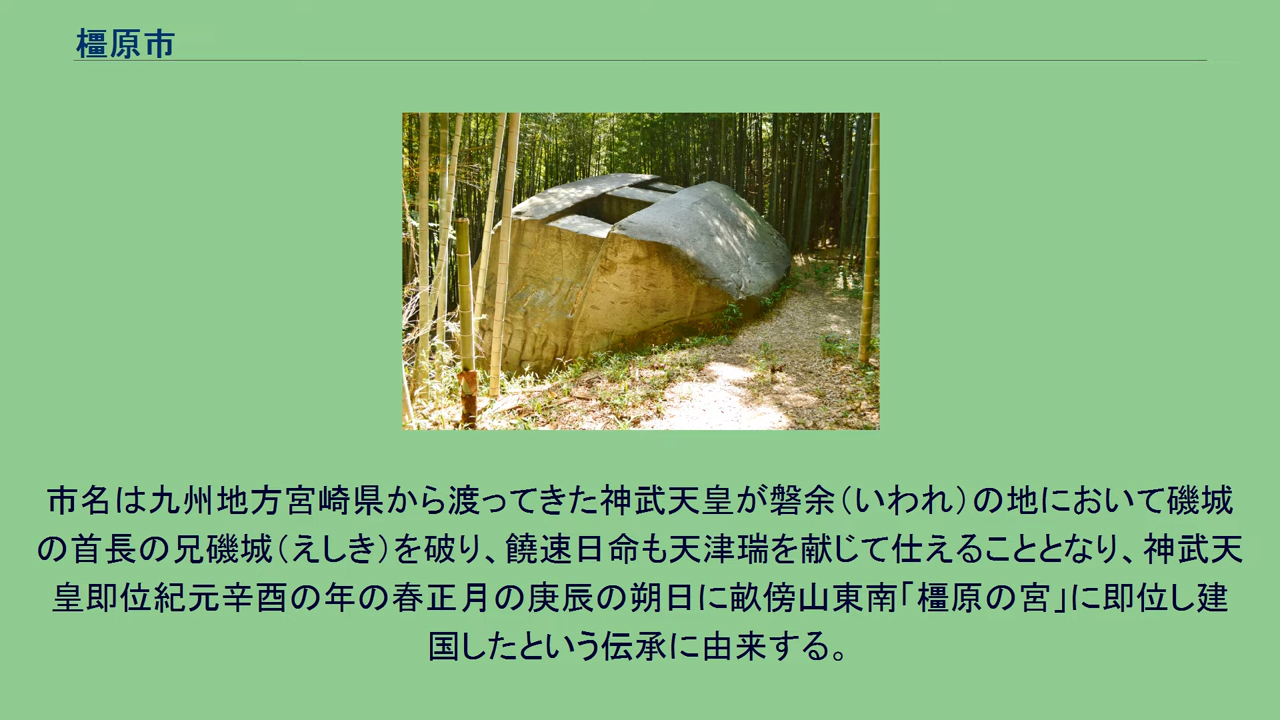 橿原市
市名は九州地方宮崎県から渡ってきた神武天皇が磐余（いわれ）の地において磯城
の首長の兄磯城（えしき）を破り、饒速日命も天津瑞を献じて仕えることとなり、神武天
皇即位紀元辛酉の年の春正月の庚辰の朔日に畝傍山東南「橿原の宮」に即位し建
国したという伝承に由来する。